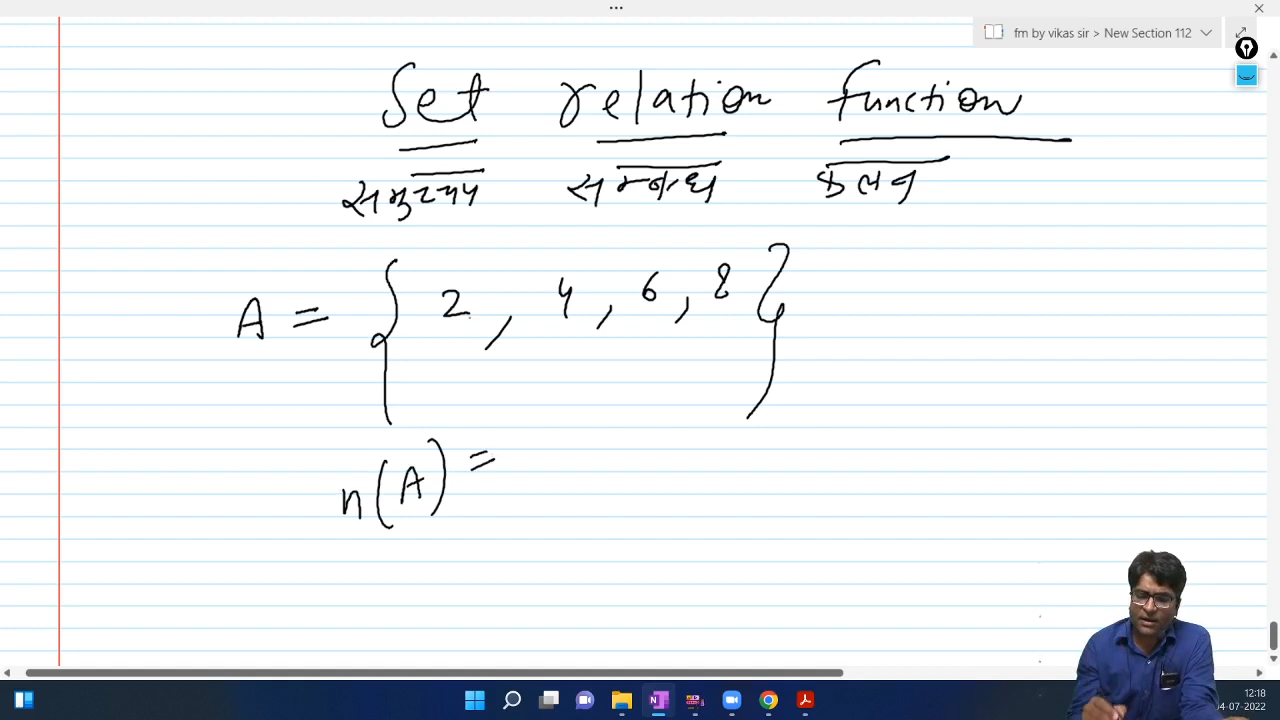 fm by vikas sir > New Section 112
Set relation function
समुच्चय सम्बन्ध फलन
A = { 2 , 4 , 6 , 8 }
n(A) =
12:18
04-07-2022